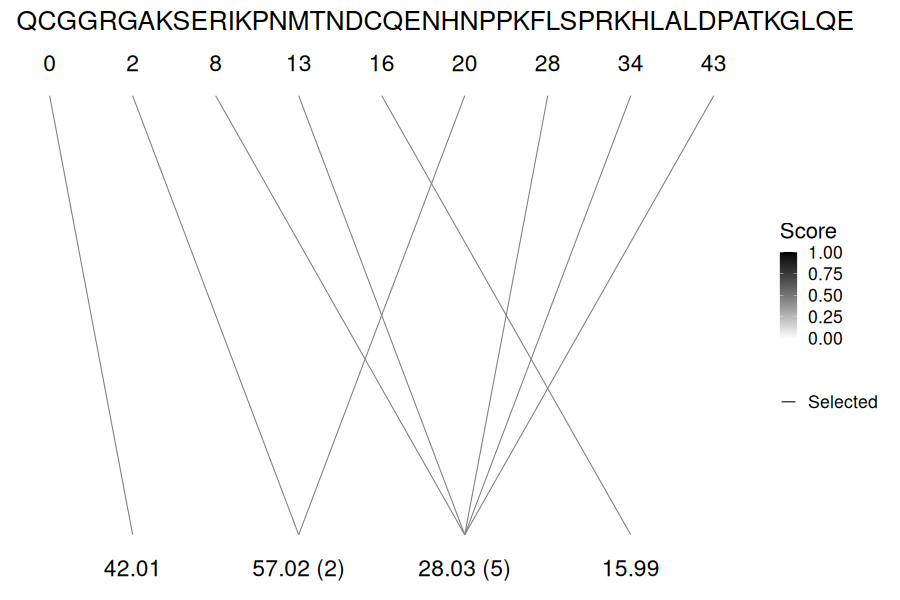 QCGGRGAKSERIKPNMTNDCQENHNPPKFLSPRKHLALDPATKGLQE
0 2 8 13 16 20 28 34 43
Score
1.00
0.75
0.50
0.25
0.00
Selected
42.01 57.02 (2) 28.03 (5) 15.99